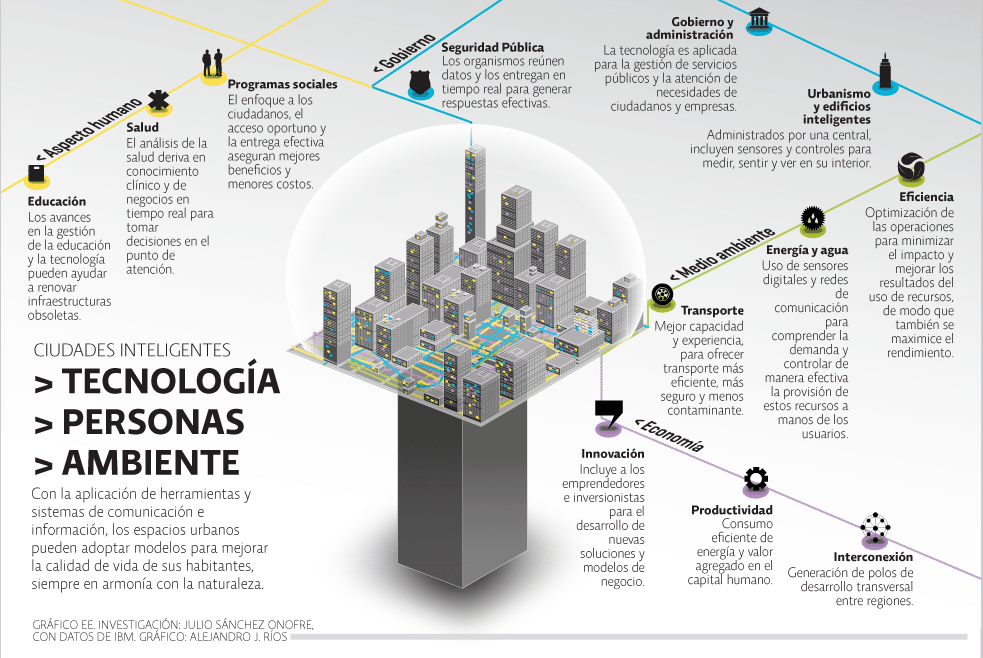 < Aspecto humano
Educación
Los avances
en la gestión
de la educación
y la tecnología
pueden ayudar
a renovar
infraestructuras
obsoletas.
Salud
El análisis de la
salud deriva en
conocimiento
clínico y de
negocios en
tiempo real para
tomar
decisiones en el
punto de
atención.
Programas sociales
El enfoque a los
ciudadanos, el
acceso oportuno y
la entrega efectiva
aseguran mejores
beneficios y
menores costos.
< Gobierno
Seguridad Pública
Los organismos reúnen
datos y los entregan en
tiempo real para generar
respuestas efectivas.
Gobierno y
administración
La tecnología es aplicada
para la gestión de servicios
públicos y la atención de
necesidades de
ciudadanos y empresas.
Urbanismo
y edificios
inteligentes
Administrados por una central,
incluyen sensores y controles para
medir, sentir y ver en su interior.
< Medio ambiente
Transporte
Mejor capacidad
y experiencia,
para ofrecer
transporte más
eficiente, más
seguro y menos
contaminante.
Energía y agua
Uso de sensores
digitales y redes
de
comunicación
para
comprender la
demanda y
controlar de
manera efectiva
la provisión de
estos recursos a
manos de los
usuarios.
Eficiencia
Optimización de
las operaciones
para minimizar
el impacto y
mejorar los
resultados del
uso de recursos,
de modo que
también se
maximice el
rendimiento.
< Economía
Innovación
Incluye a los
emprendedores
e inversionistas
para el
desarrollo de
nuevas
soluciones y
modelos de
negocio.
Productividad
Consumo
eficiente de
energía y valor
agregado en el
capital humano.
Interconexión
Generación de polos de
desarrollo transversal
entre regiones.
CIUDADES INTELIGENTES
> TECNOLOGÍA
> PERSONAS
> AMBIENTE
Con la aplicación de herramientas y
sistemas de comunicación e
información, los espacios urbanos
pueden adoptar modelos para mejorar
la calidad de vida de sus habitantes,
siempre en armonía con la naturaleza.
GRÁFICO EE. INVESTIGACIÓN: JULIO SÁNCHEZ ONOFRE,
CON DATOS DE IBM. GRÁFICO: ALEJANDRO J. RÍOS